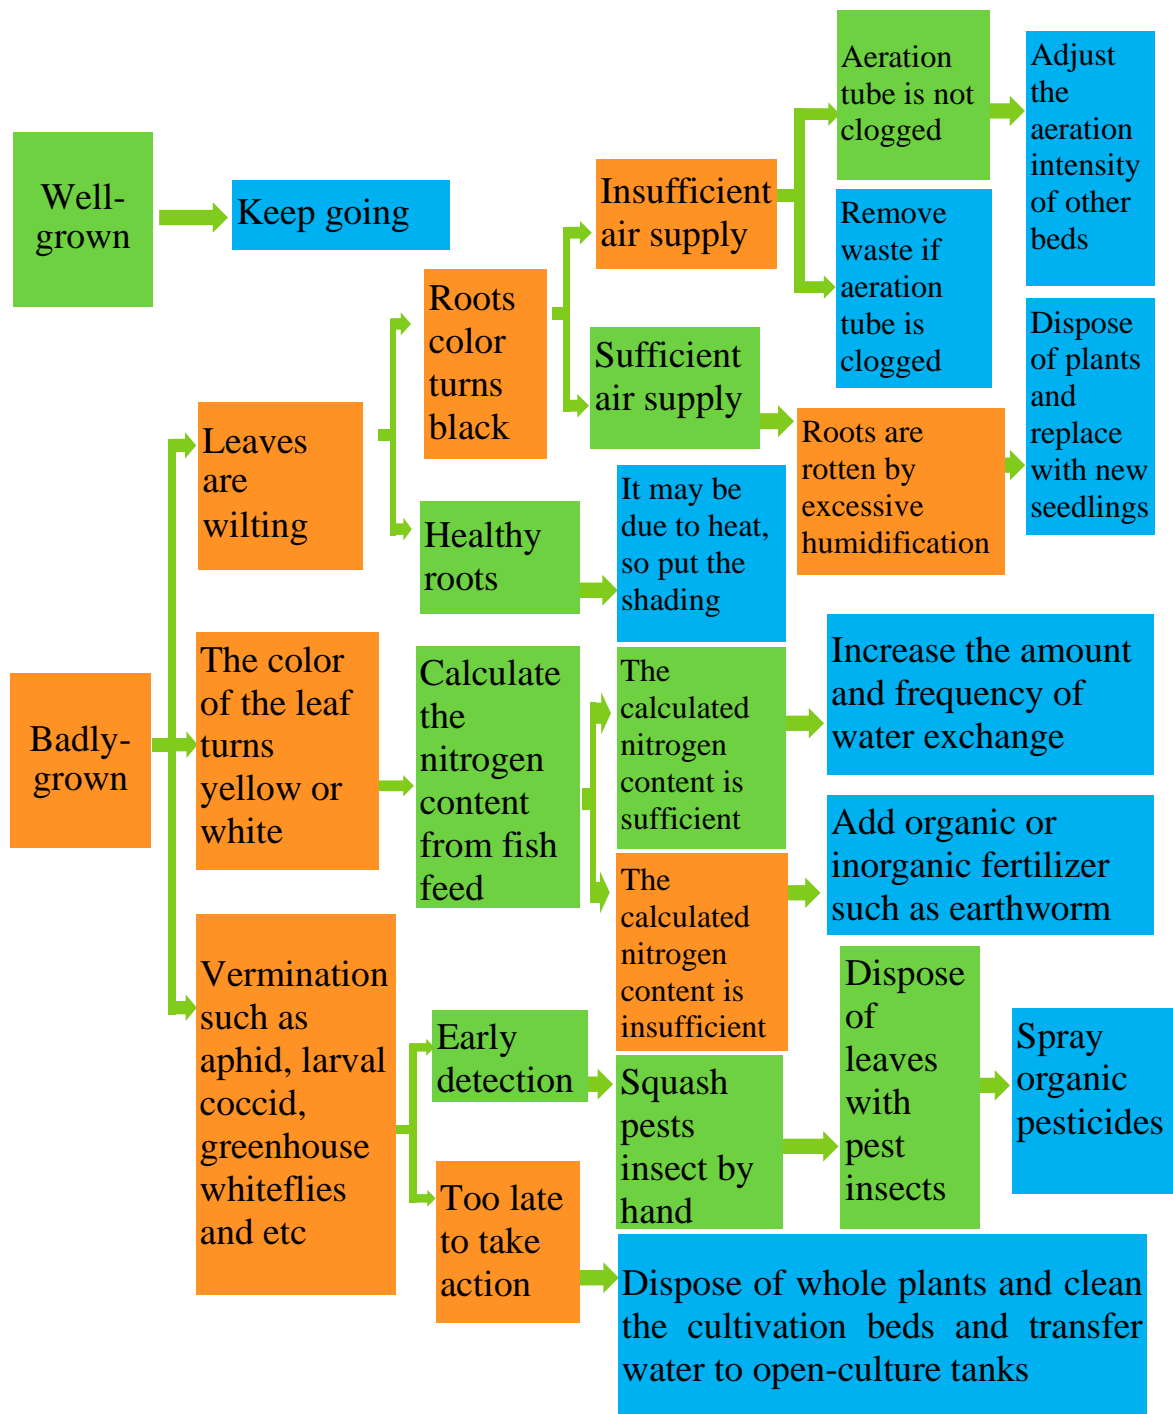 Well-
grown
Keep going
Badly-
grown
Leaves
are
wilting
Roots
color
turns
black
Insufficient
air supply
Aeration
tube is not
clogged
Adjust
the
aeration
intensity
of other
beds
Remove
waste if
aeration
tube is
clogged
Sufficient
air supply
Roots are
rotten by
excessive
humidification
Dispose
of plants
and
replace
with new
seedlings
Healthy
roots
It may be
due to heat,
so put the
shading
The color
of the leaf
turns
yellow or
white
Calculate
the
nitrogen
content
from fish
feed
The
calculated
nitrogen
content is
sufficient
Increase the amount
and frequency of
water exchange
The
calculated
nitrogen
content is
insufficient
Add organic or
inorganic fertilizer
such as earthworm
Vermination
such as
aphid, larval
coccid,
greenhouse
whiteflies
and etc
Early
detection
Squash
pests
insect by
hand
Dispose
of
leaves
with
pest
insects
Spray
organic
pesticides
Too late
to take
action
Dispose of whole plants and clean
the cultivation beds and transfer
water to open-culture tanks